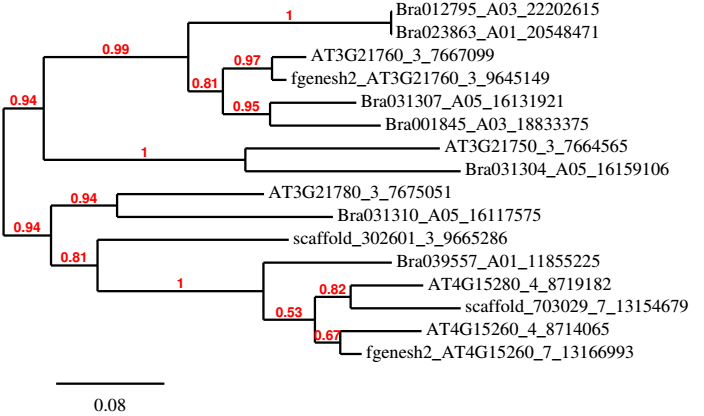 1
Bra012795_A03_22202615
Bra023863_A01_20548471
0.99
0.97
AT3G21760_3_7667099
0.81
fgenesh2_AT3G21760_3_9645149
0.94
0.95
Bra031307_A05_16131921
Bra001845_A03_18833375
1
AT3G21750_3_7664565
Bra031304_A05_16159106
0.94
AT3G21780_3_7675051
Bra031310_A05_16117575
0.94
scaffold_302601_3_9665286
0.81
Bra039557_A01_11855225
1
0.82
AT4G15280_4_8719182
0.53
scaffold_703029_7_13154679
0.67
AT4G15260_4_8714065
fgenesh2_AT4G15260_7_13166993
0.08